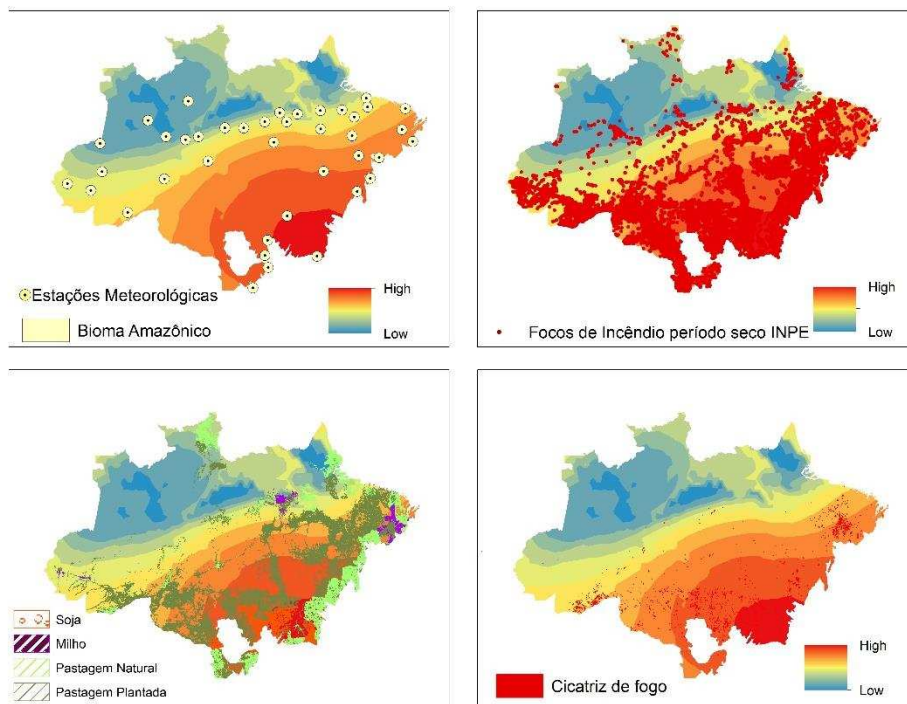 Estações Meteorológicas
Bioma Amazônico
High
Low
High
Low
Focos de Incêndio período seco INPE
Soja
Milho
Pastagem Natural
Pastagem Plantada
Cicatriz de fogo
High
Low